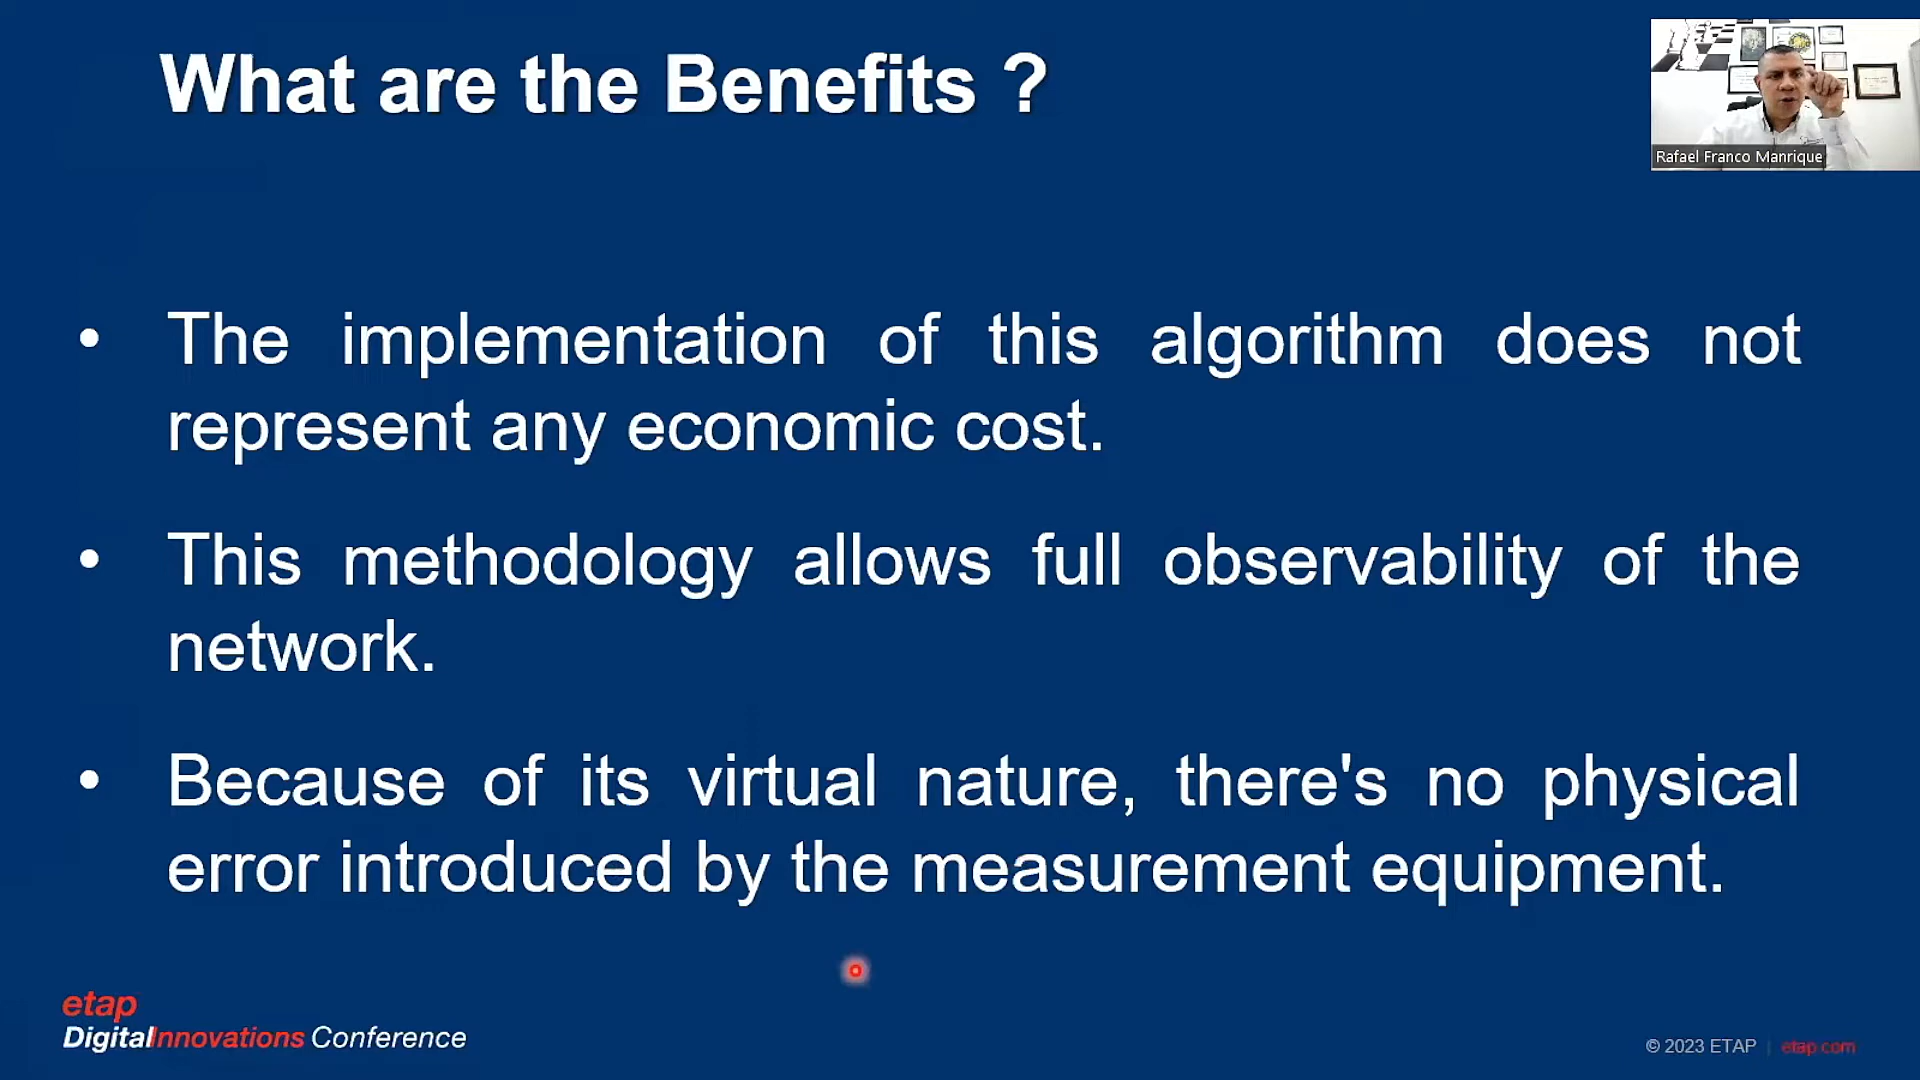 What are the Benefits ?
Rafael Franco Manrique
• The implementation of this algorithm does not
represent any economic cost.
• This methodology allows full observability of the
network.
• Because of its virtual nature, there's no physical
error introduced by the measurement equipment.
etap
DigitalInnovations Conference
© 2023 ETAP | etap.com